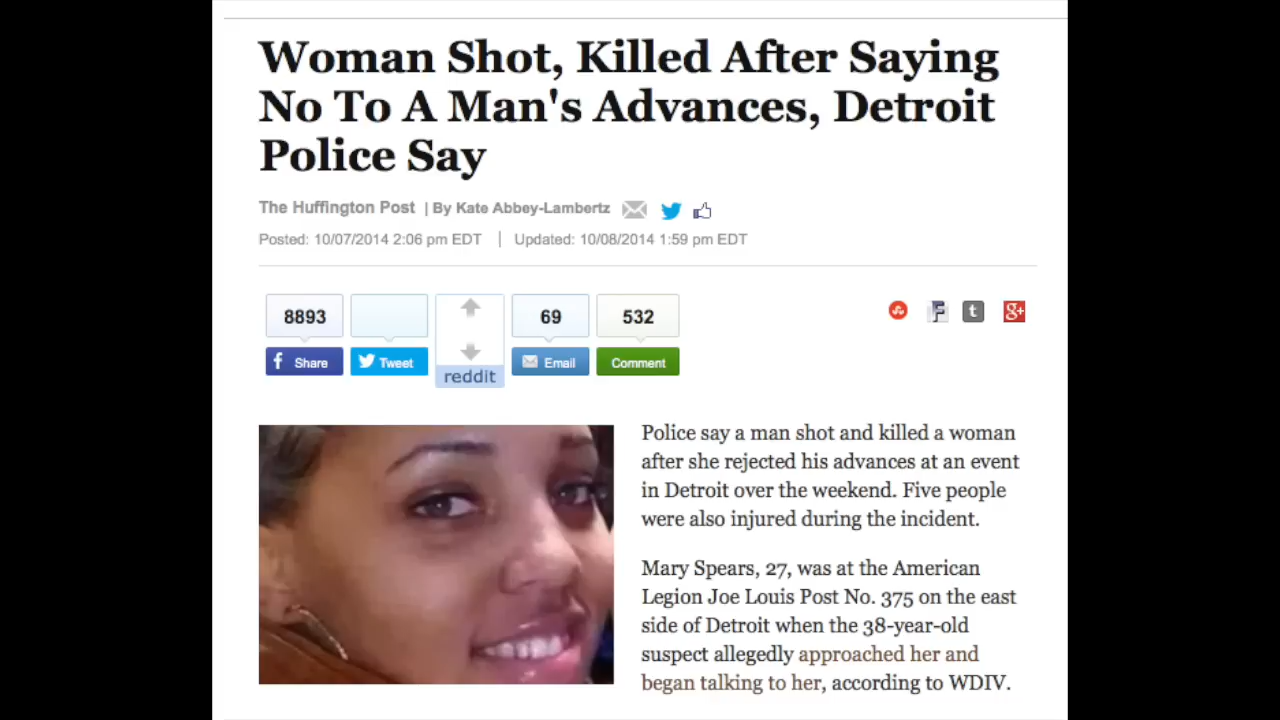 Woman Shot, Killed After Saying
No To A Man's Advances, Detroit
Police Say
The Huffington Post | By Kate Abbey-Lambertz
Posted: 10/07/2014 2:06 pm EDT | Updated: 10/08/2014 1:59 pm EDT
8893 69 532
f Share Tweet reddit Email Comment
F t g+
Police say a man shot and killed a woman
after she rejected his advances at an event
in Detroit over the weekend. Five people
were also injured during the incident.
Mary Spears, 27, was at the American
Legion Joe Louis Post No. 375 on the east
side of Detroit when the 38-year-old
suspect allegedly approached her and
began talking to her, according to WDIV.